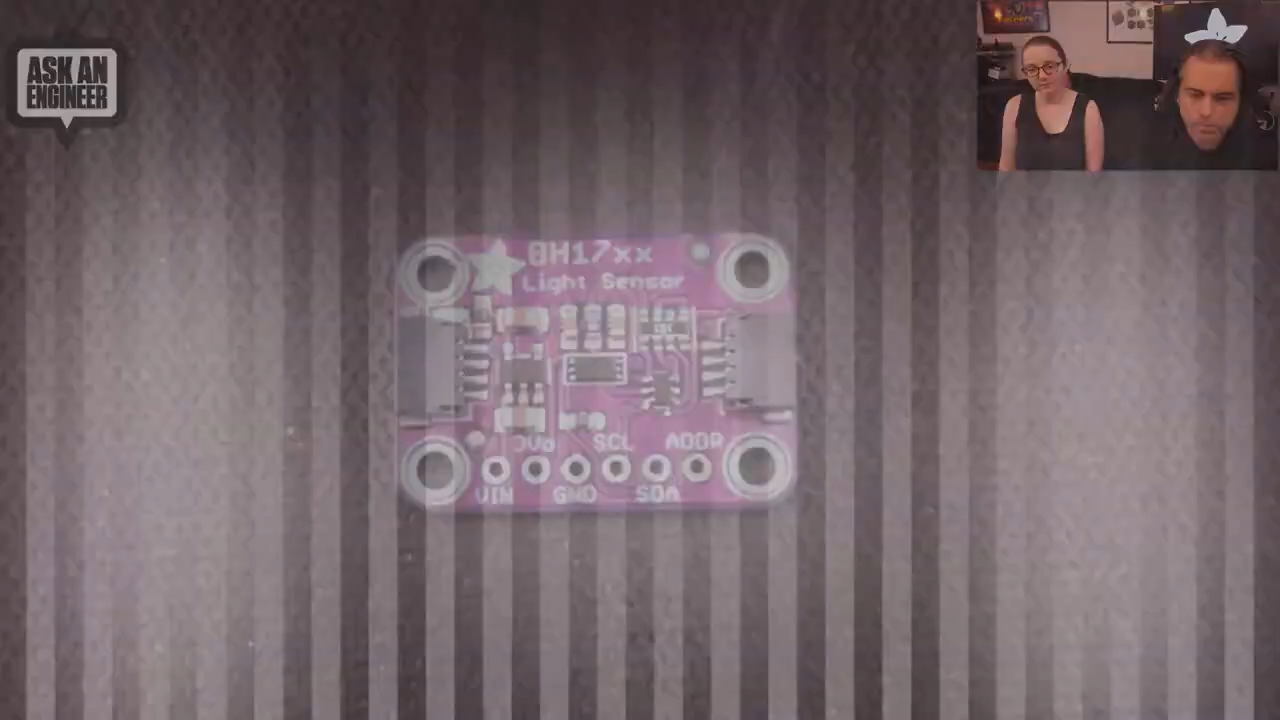 ASK AN
ENGINEER
BH17xx
Light Sensor
3Vo
SCL
ADDR
VIN
GND
SDA